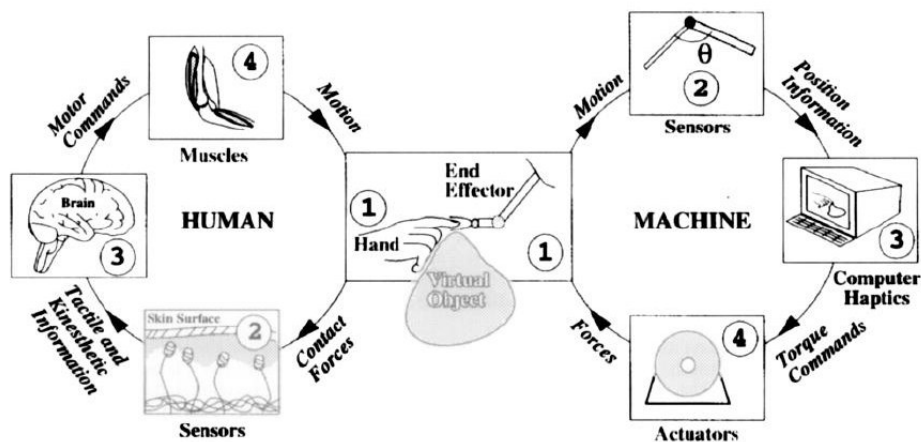 4
Muscles
Motor
Commands
Motion
Brain
3
HUMAN
1
Hand
End
Effector
1
Virtual
Object
Skin Surface
2
Sensors
Tactile and
Kinesthetic
Information
Contact
Forces
θ
2
Sensors
Motion
Position
Information
MACHINE
3
Computer
Haptics
4
Actuators
Forces
Torque
Commands